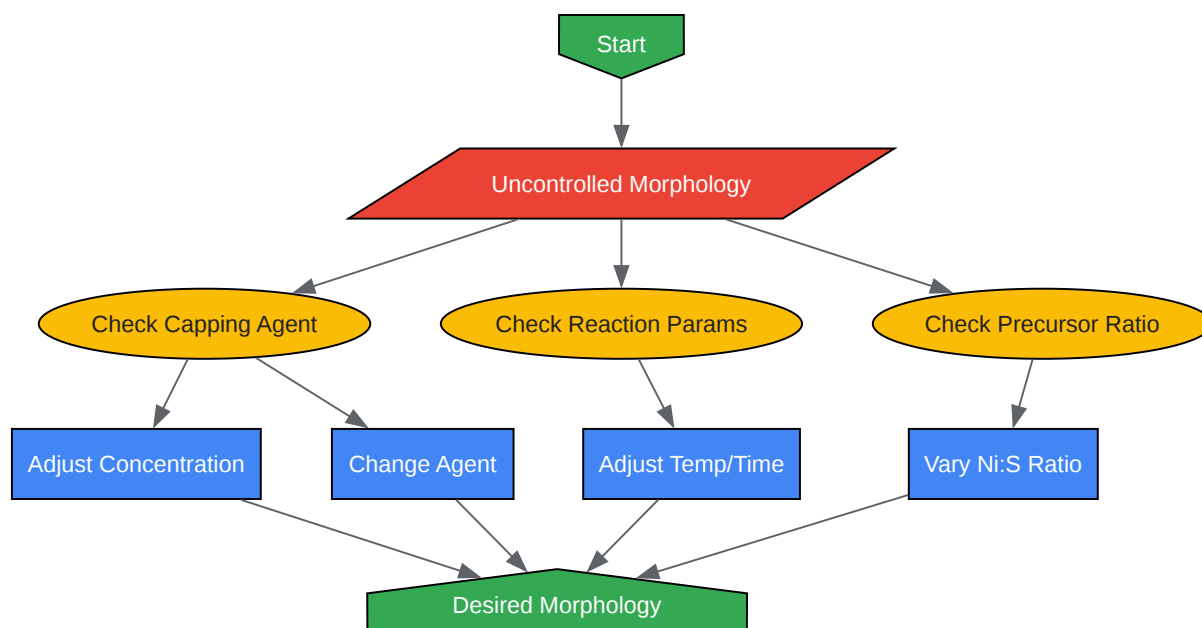 Start
Uncontrolled Morphology
Check Capping Agent
Check Reaction Params
Check Precursor Ratio
Adjust Concentration
Change Agent
Adjust Temp/Time
Vary Ni:S Ratio
Desired Morphology